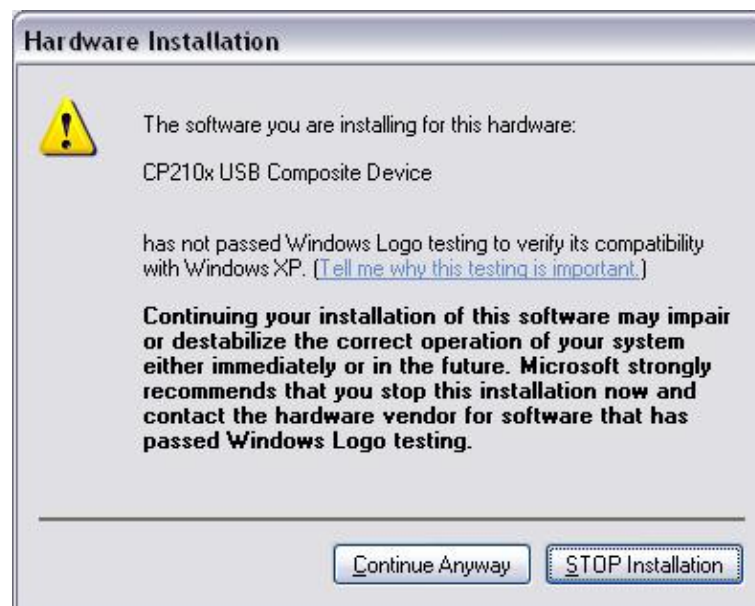 Hardware Installation
The software you are installing for this hardware:
CP210x USB Composite Device
has not passed Windows Logo testing to verify its compatibility
with Windows XP. (Tell me why this testing is important.)
Continuing your installation of this software may impair
or destabilize the correct operation of your system
either immediately or in the future. Microsoft strongly
recommends that you stop this installation now and
contact the hardware vendor for software that has
passed Windows Logo testing.
Continue Anyway
STOP Installation